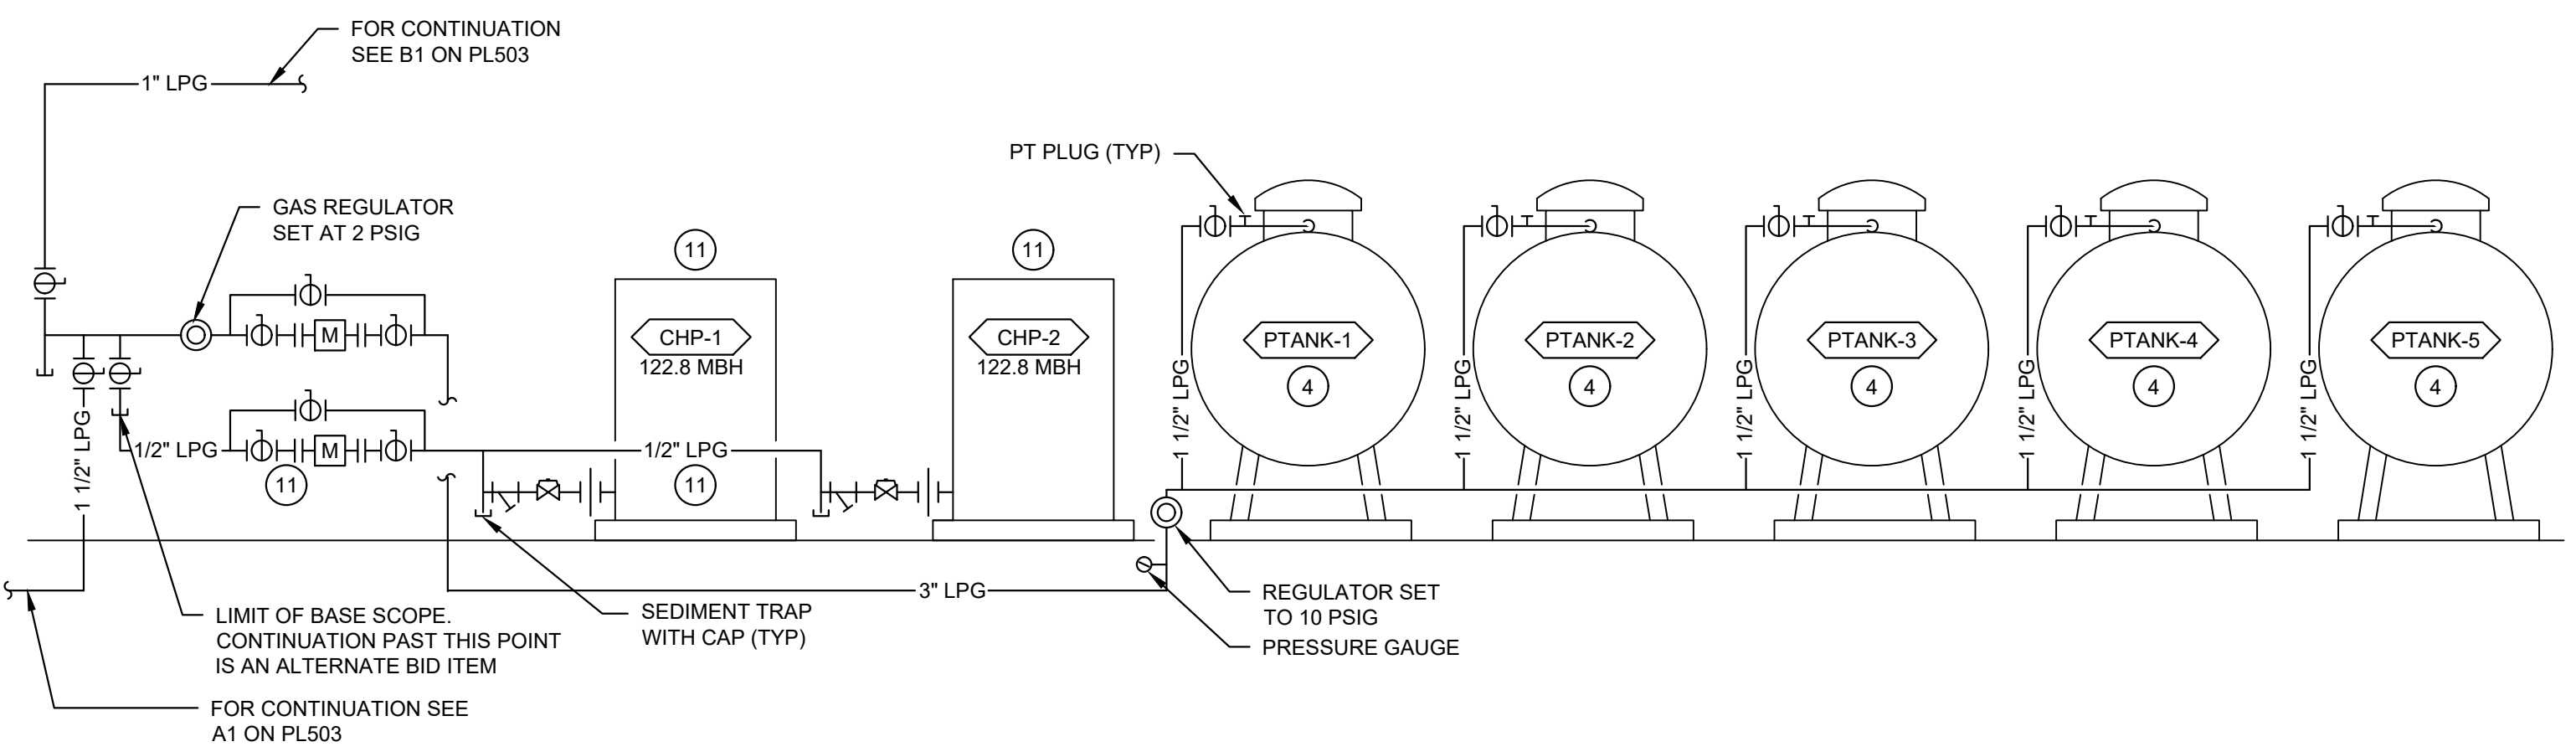 FOR CONTINUATION
SEE B1 ON PL503
1" LPG
PT PLUG (TYP)
GAS REGULATOR
SET AT 2 PSIG
11
11
M
CHP-1
122.8 MBH
CHP-2
122.8 MBH
PTANK-1
4
PTANK-2
4
PTANK-3
4
PTANK-4
4
PTANK-5
4
1 1/2" LPG
1 1/2" LPG
1 1/2" LPG
1 1/2" LPG
1 1/2" LPG
1 1/2" LPG
1/2" LPG
M
1/2" LPG
11
11
3" LPG
LIMIT OF BASE SCOPE.
CONTINUATION PAST THIS POINT
IS AN ALTERNATE BID ITEM
SEDIMENT TRAP
WITH CAP (TYP)
REGULATOR SET
TO 10 PSIG
PRESSURE GAUGE
FOR CONTINUATION SEE
A1 ON PL503